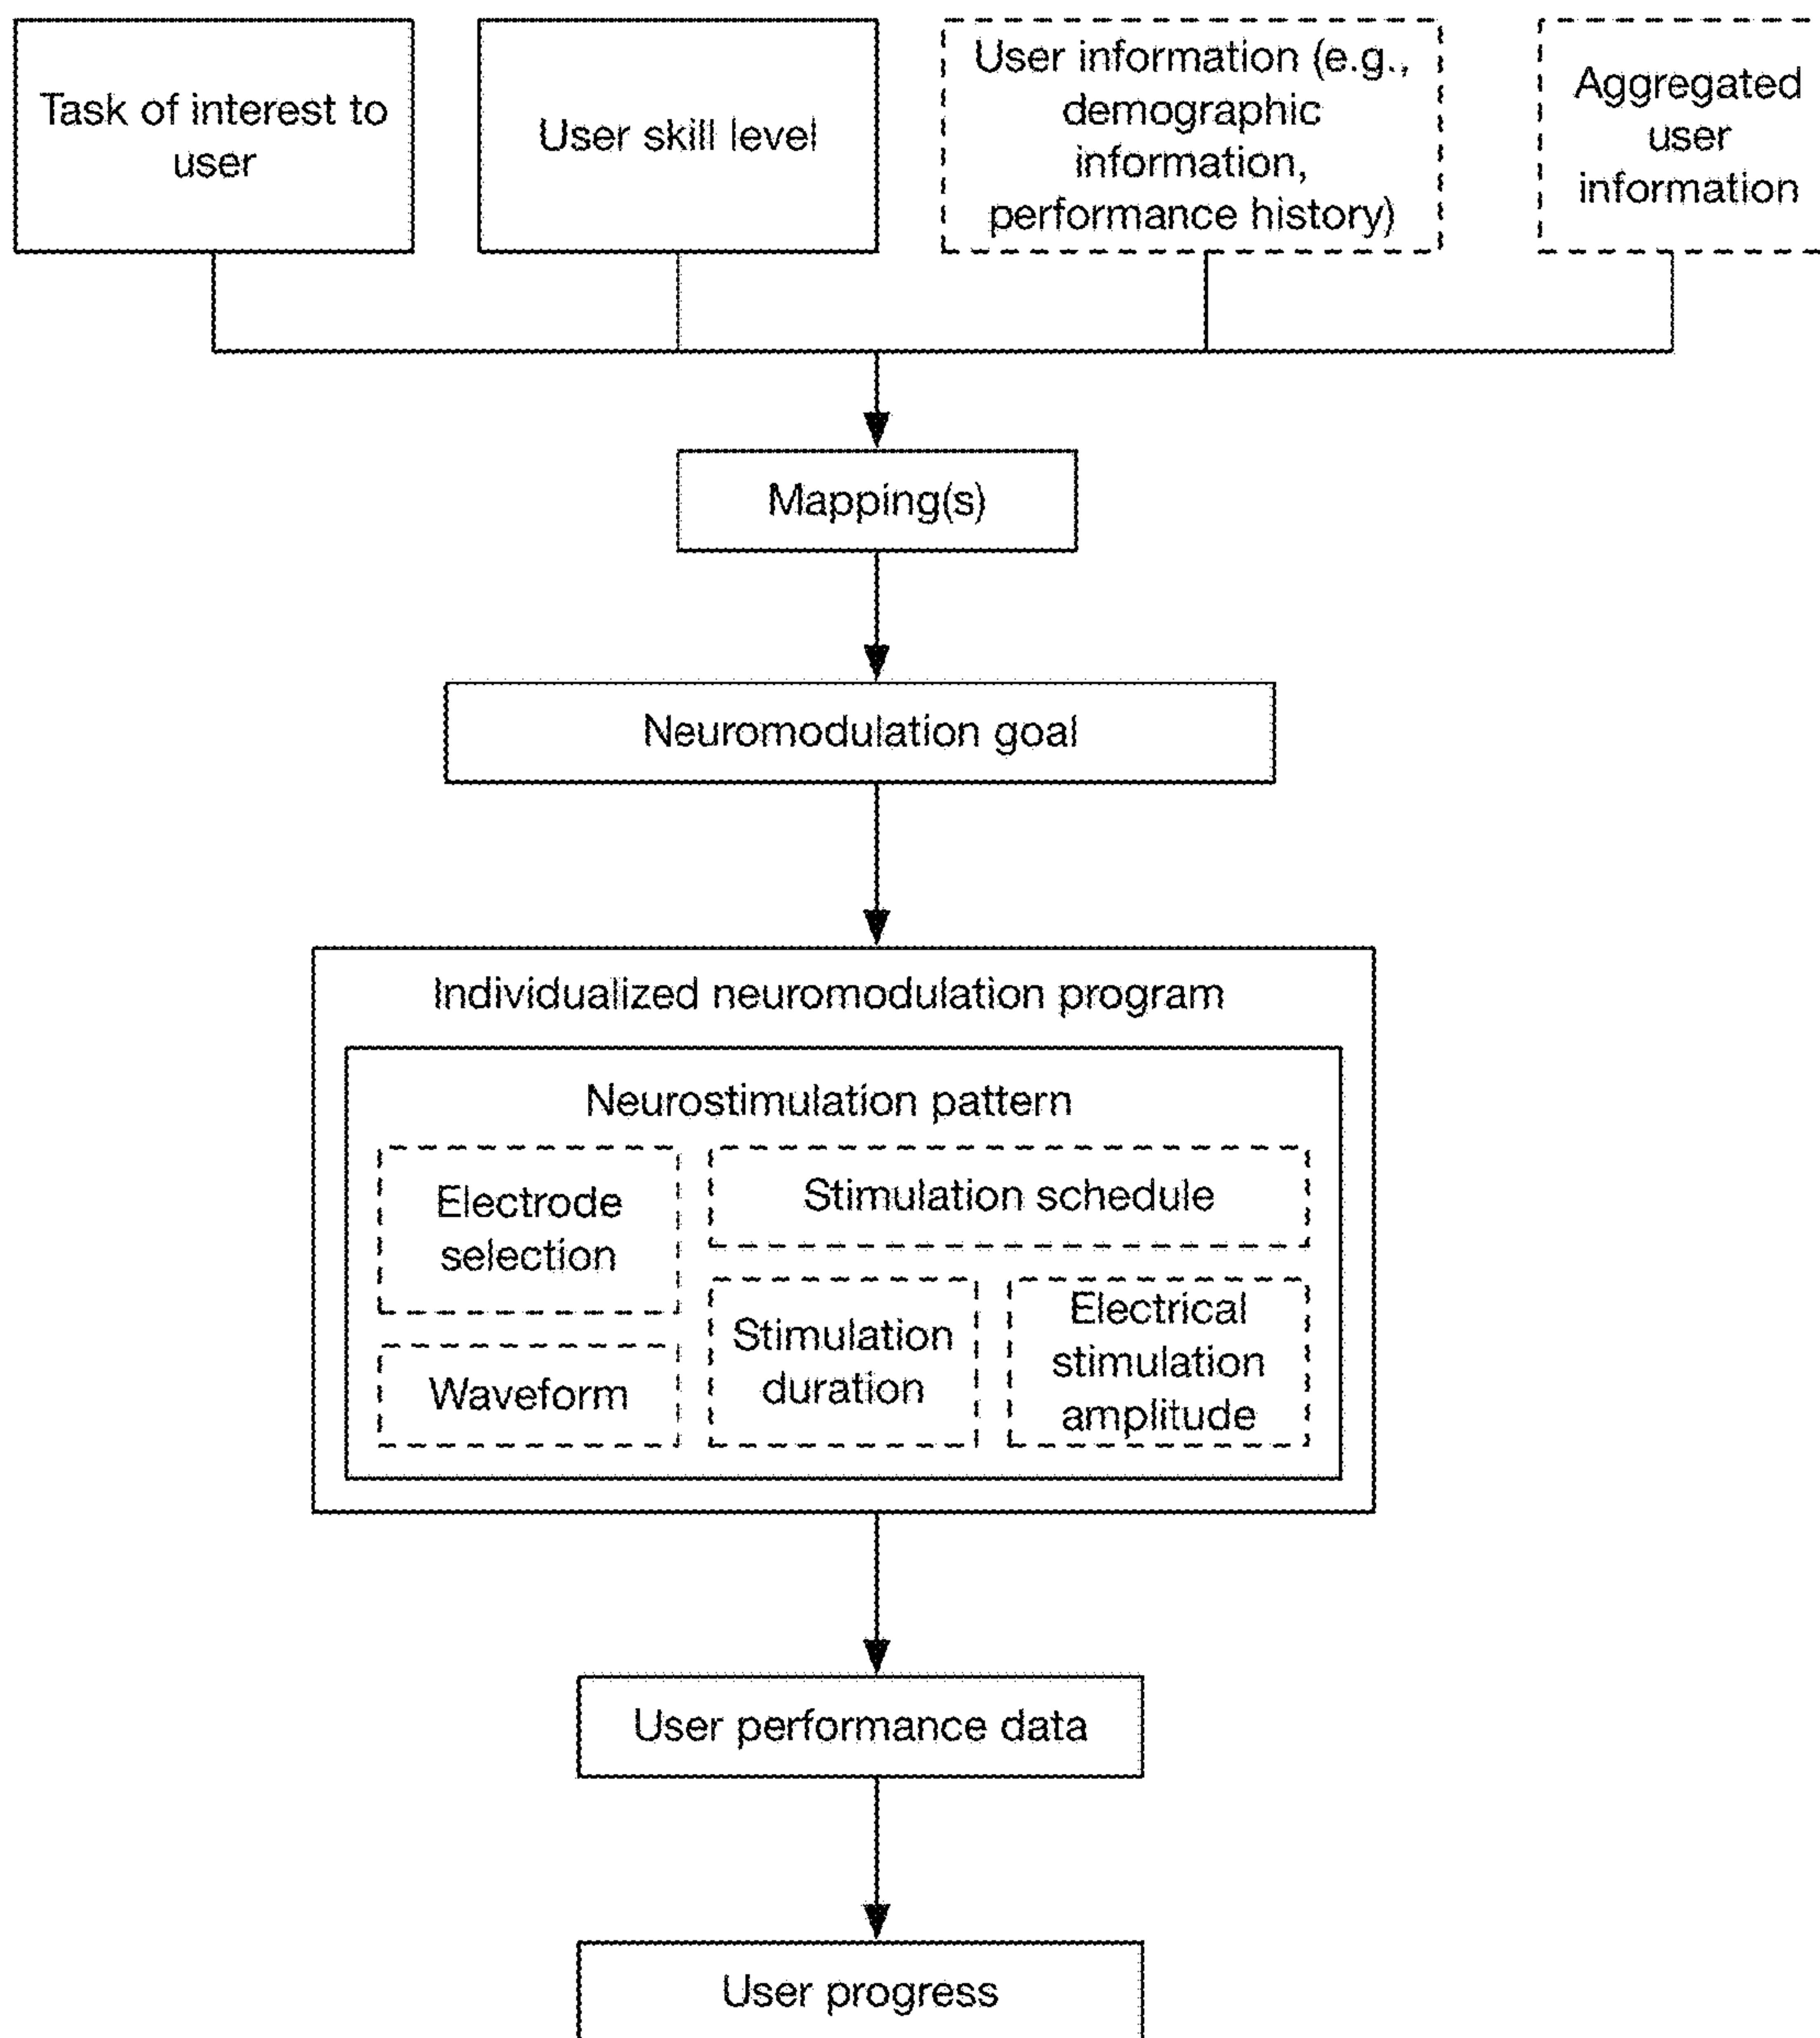 Task of interest to
user
User skill level
User information (e.g.,
demographic
information,
performance history)
Aggregated
user
information
Mapping(s)
Neuromodulation goal
Individualized neuromodulation program
Neurostimulation pattern
Electrode
selection
Stimulation schedule
Waveform
Stimulation
duration
Electrical
stimulation
amplitude
User performance data
User progress